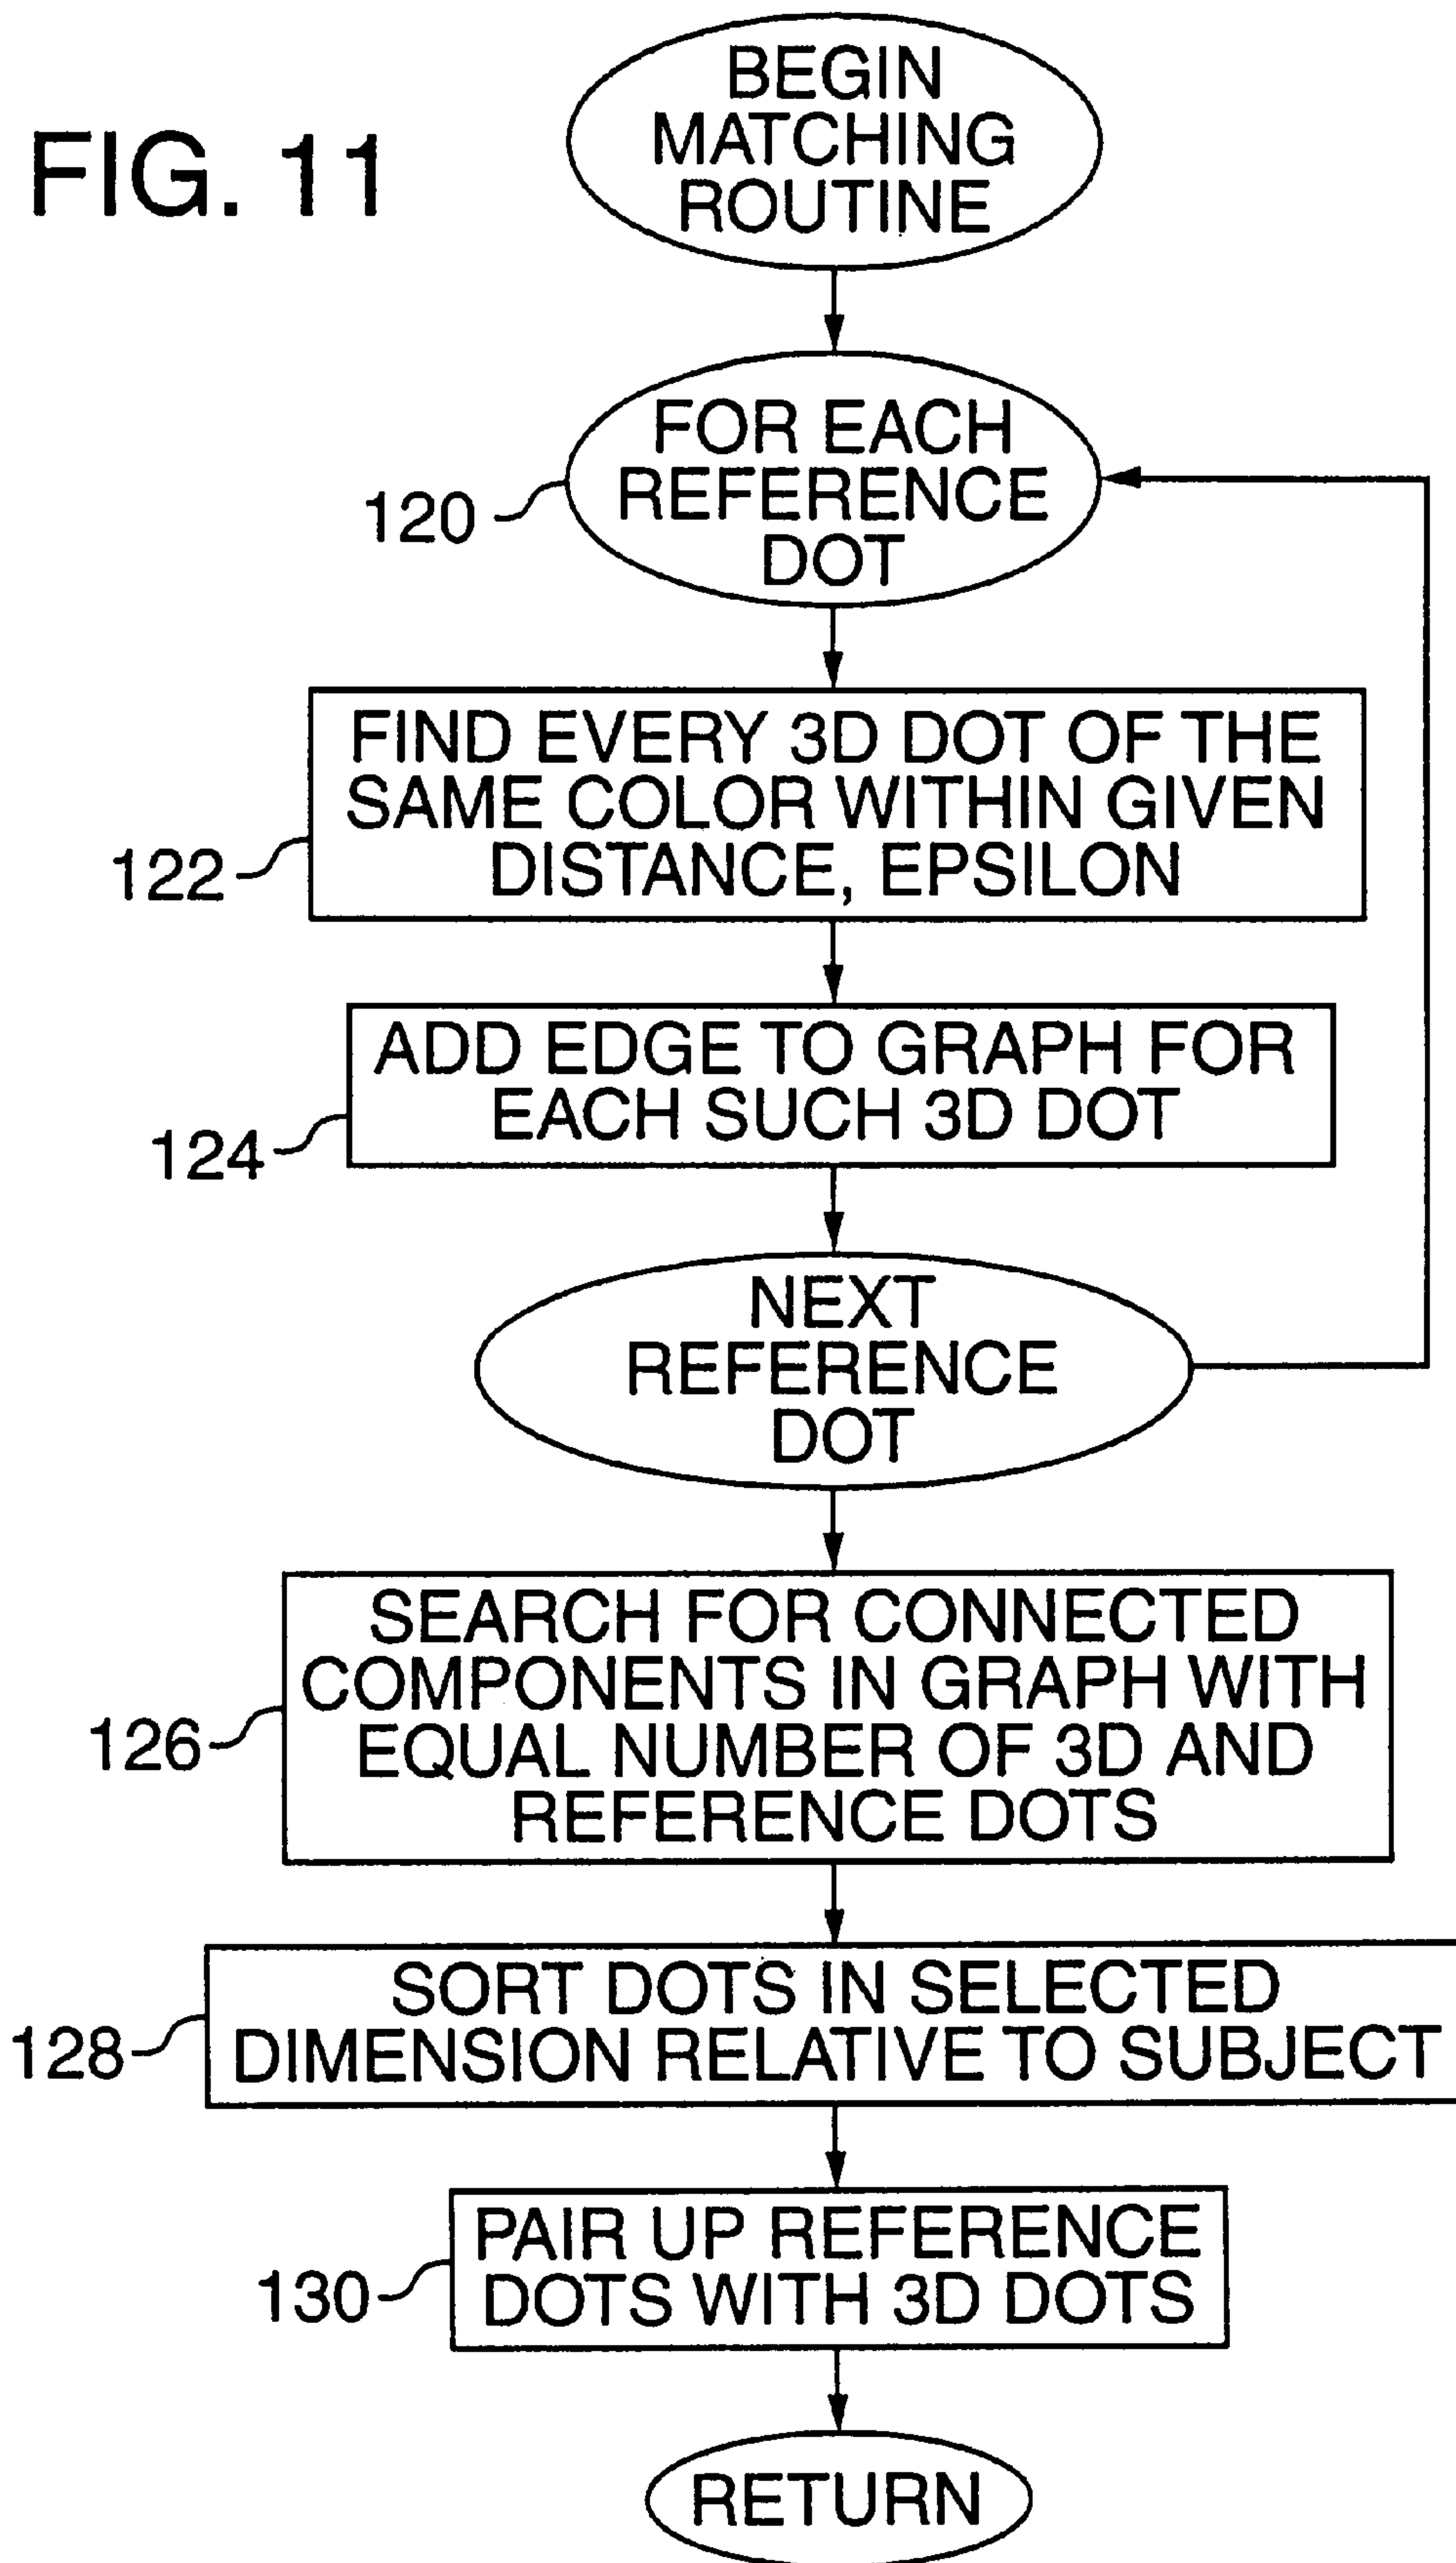 FIG. 11
BEGIN
MATCHING
ROUTINE
FOR EACH
REFERENCE
DOT
120
FIND EVERY 3D DOT OF THE
SAME COLOR WITHIN GIVEN
DISTANCE, EPSILON
122
ADD EDGE TO GRAPH FOR
EACH SUCH 3D DOT
124
NEXT
REFERENCE
DOT
SEARCH FOR CONNECTED
COMPONENTS IN GRAPH WITH
EQUAL NUMBER OF 3D AND
REFERENCE DOTS
126
SORT DOTS IN SELECTED
DIMENSION RELATIVE TO SUBJECT
128
PAIR UP REFERENCE
DOTS WITH 3D DOTS
130
RETURN